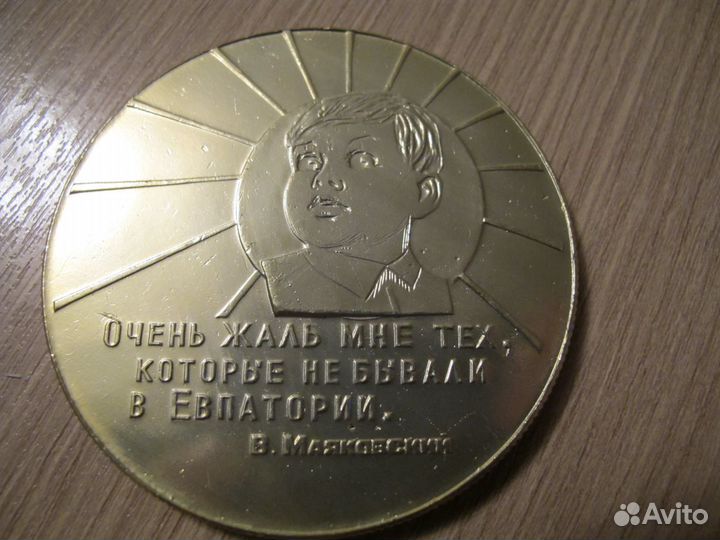 Очень жаль мне тех,
которые не бывали
в Евпатории.
В. Маяковский
Avito